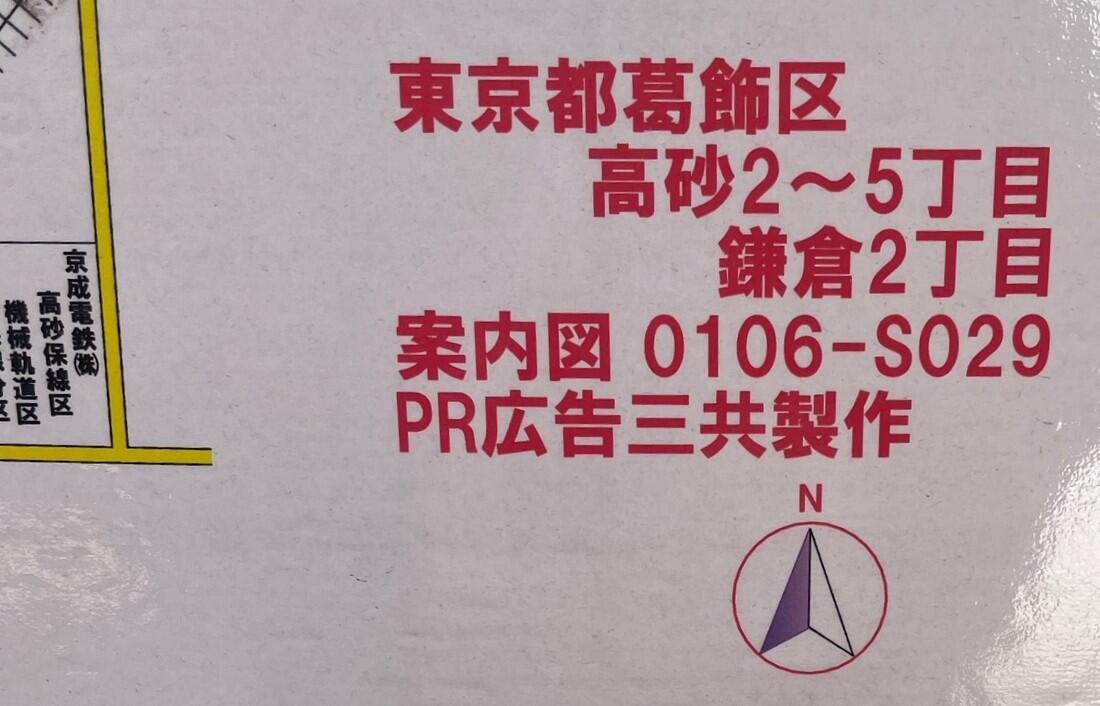 東京都葛飾区
高砂2～5丁目
鎌倉2丁目
案内図 0106-S029
PR広告三共製作
N
京成電鉄㈱
高砂保線区
機械軌道区